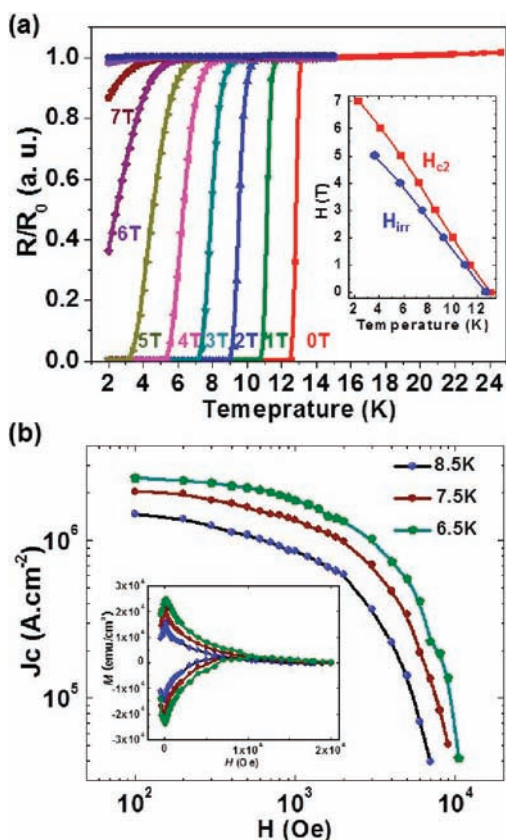 (a)
R/R0 (a. u.)
1.0
0.8
0.6
0.4
0.2
0.0
7T
6T
5T 4T 3T 2T 1T 0T
2 4 6 8 10 12 14 16 18 20 22 24
Temeprature (K)
H (T)
7
6
5
4
3
2
1
0
Hc2
Hirr
2 4 6 8 10 12
Temperature (K)
(b)
Jc (A.cm-2)
10^6
10^5
8.5K
7.5K
6.5K
M (emu/cm3)
3x10^4
2x10^4
1x10^4
0
-1x10^4
-2x10^4
-3x10^4
0 1x10^4 2x10^4
H (Oe)
10^2 10^3 10^4
H (Oe)